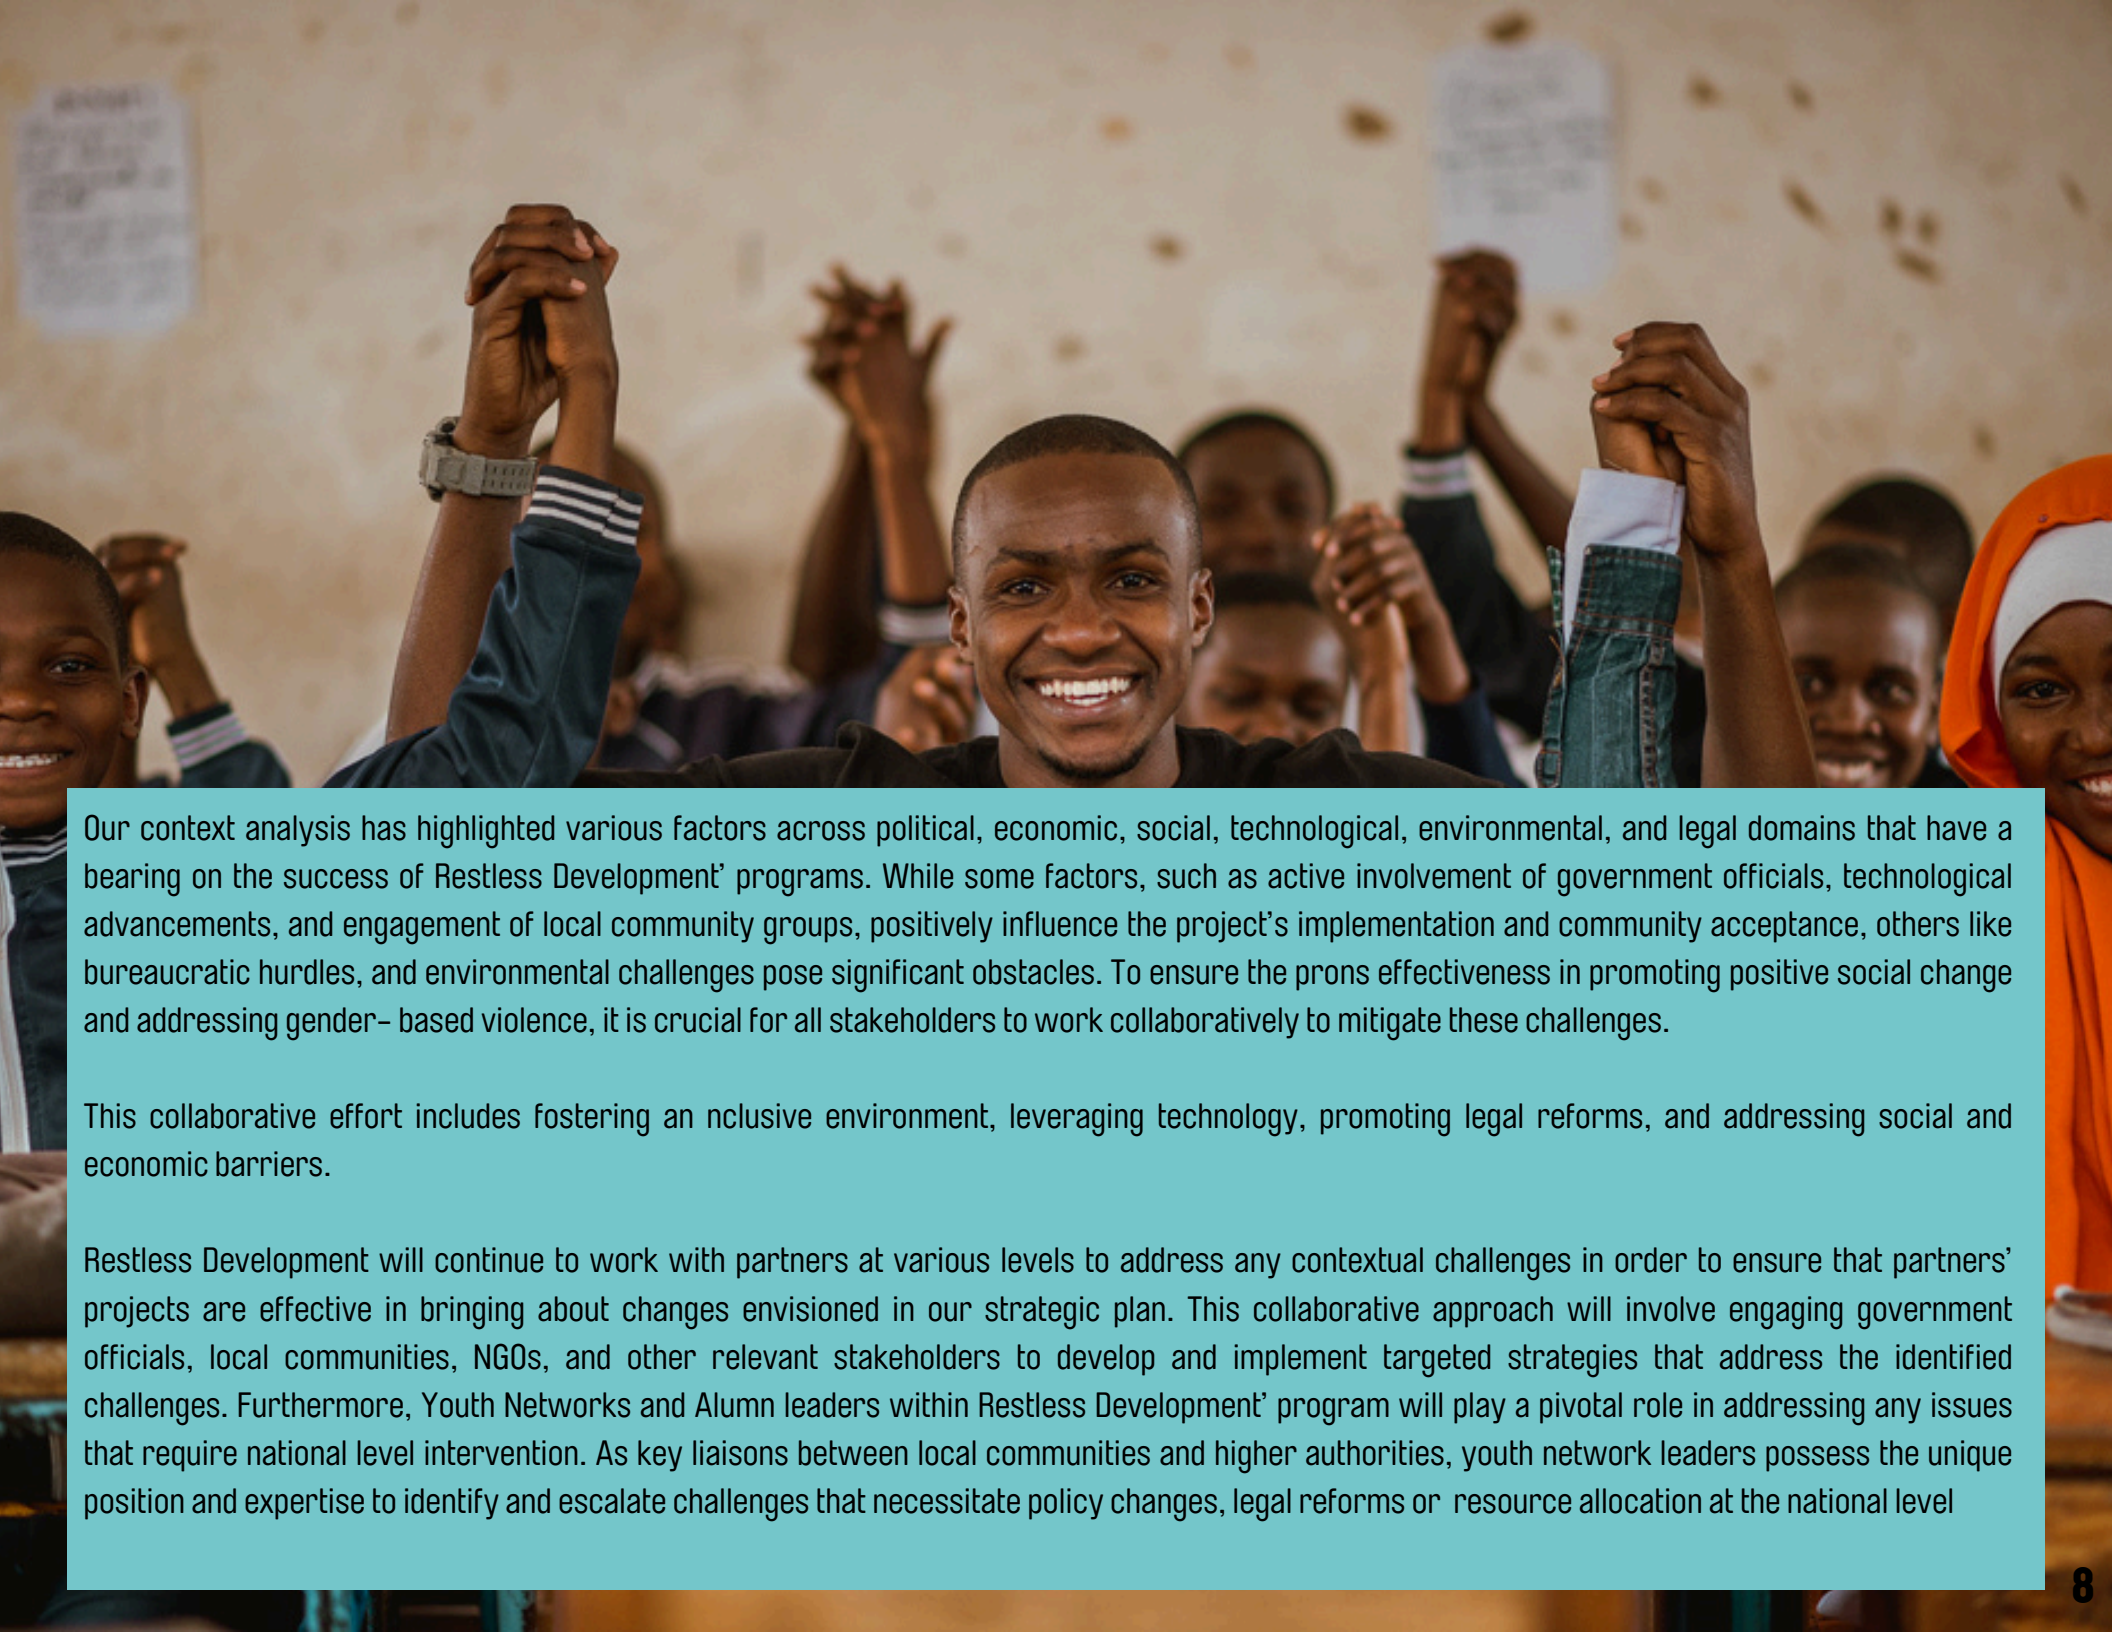 Our context analysis has highlighted various factors across political, economic, social, technological, environmental, and legal domains that have a
bearing on the success of Restless Development’ programs. While some factors, such as active involvement of government officials, technological
advancements, and engagement of local community groups, positively influence the project’s implementation and community acceptance, others like
bureaucratic hurdles, and environmental challenges pose significant obstacles. To ensure the prons effectiveness in promoting positive social change
and addressing gender- based violence, it is crucial for all stakeholders to work collaboratively to mitigate these challenges.
This collaborative effort includes fostering an nclusive environment, leveraging technology, promoting legal reforms, and addressing social and
economic barriers.
Restless Development will continue to work with partners at various levels to address any contextual challenges in order to ensure that partners’
projects are effective in bringing about changes envisioned in our strategic plan. This collaborative approach will involve engaging government
officials, local communities, NGOs, and other relevant stakeholders to develop and implement targeted strategies that address the identified
challenges. Furthermore, Youth Networks and Alumn leaders within Restless Development’ program will play a pivotal role in addressing any issues
that require national level intervention. As key liaisons between local communities and higher authorities, youth network leaders possess the unique
position and expertise to identify and escalate challenges that necessitate policy changes, legal reforms or resource allocation at the national level
8